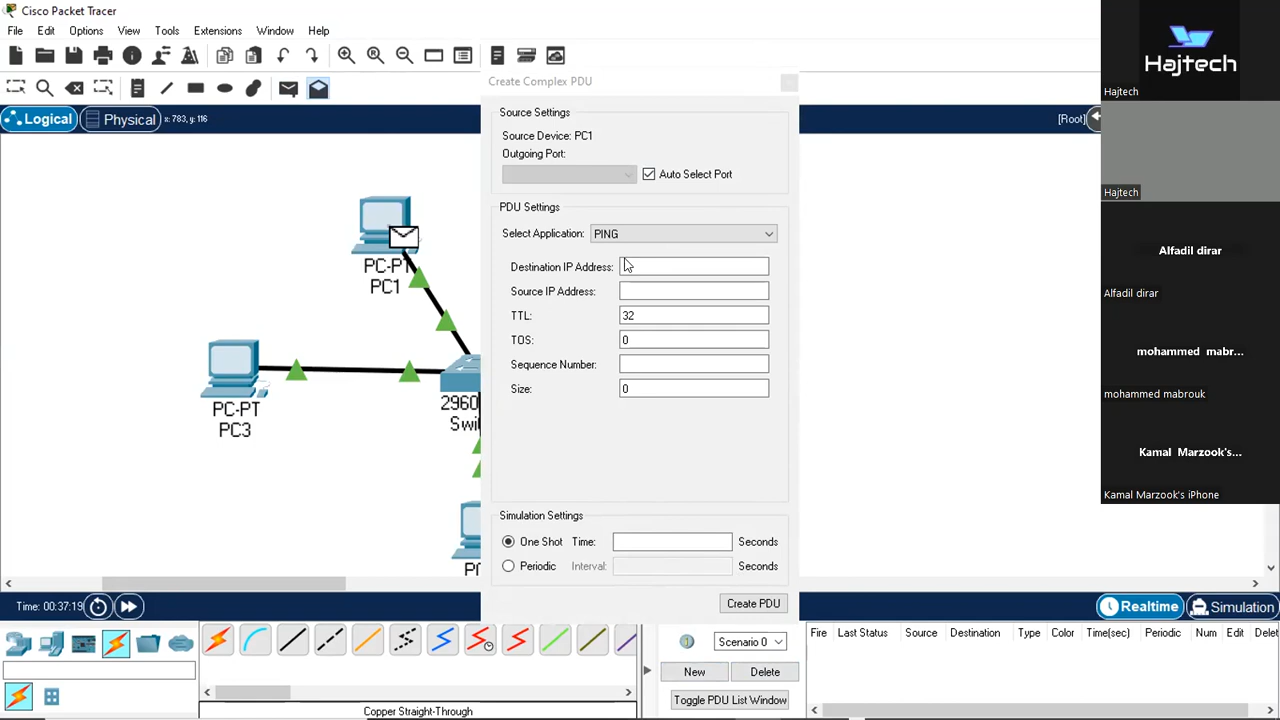 Cisco Packet Tracer
File Edit Options View Tools Extensions Window Help
Logical Physical x: 783, y: 116 [Root]
Create Complex PDU
Source Settings
Source Device: PC1
Outgoing Port:
Auto Select Port
PDU Settings
Select Application: PING
Destination IP Address:
Source IP Address:
TTL: 32
TOS: 0
Sequence Number:
Size: 0
Simulation Settings
One Shot Time: Seconds
Periodic Interval: Seconds
Create PDU
PC-PT
PC1
PC-PT
PC3
2960
Swi
Hajtech
Hajtech
Hajtech
Alfadil dirar
Alfadil dirar
mohammed mabr...
mohammed mabrouk
Kamal Marzook's...
Kamal Marzook's iPhone
Time: 00:37:19 Realtime Simulation
Scenario 0
New Delete
Toggle PDU List Window
Fire Last Status Source Destination Type Color Time(sec) Periodic Num Edit Delet
Copper Straight-Through